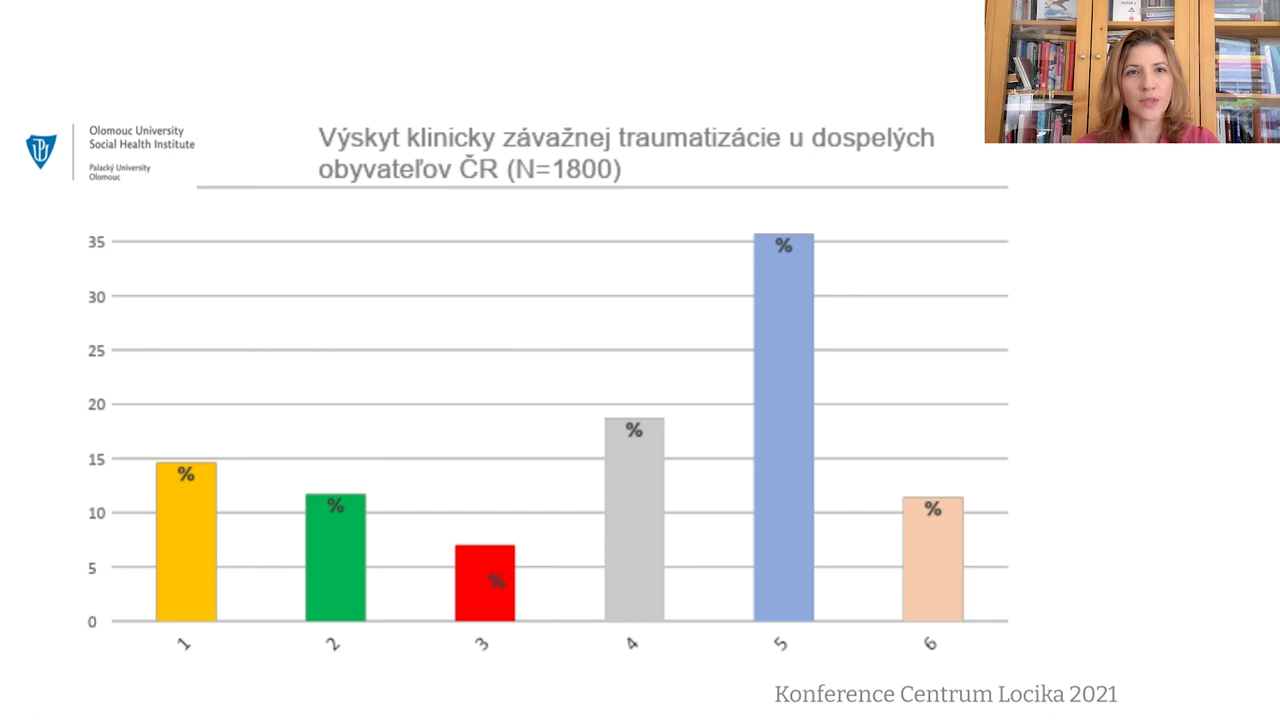 Olomouc University
Social Health Institute
Palacký University
Olomouc
Výskyt klinicky závažnej traumatizácie u dospelých
obyvateľov ČR (N=1800)
35
30
25
20
15
10
5
0
%
%
%
%
%
%
1
2
3
4
5
6
Konference Centrum Locika 2021